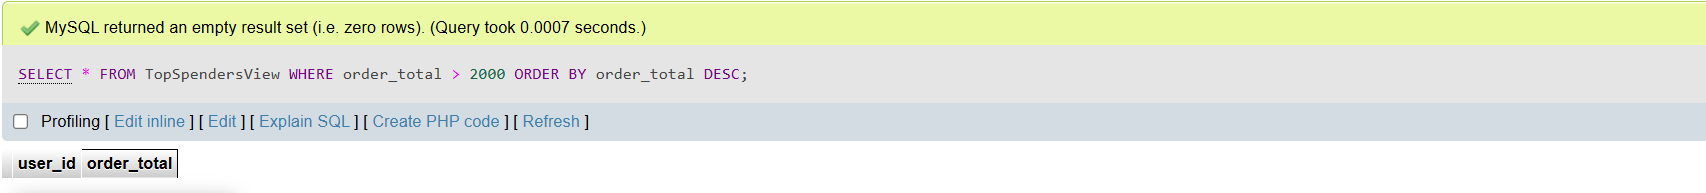 MySQL returned an empty result set (i.e. zero rows). (Query took 0.0007 seconds.)
SELECT * FROM TopSpendersView WHERE order_total > 2000 ORDER BY order_total DESC;
Profiling [ Edit inline ] [ Edit ] [ Explain SQL ] [ Create PHP code ] [ Refresh ]
user_id order_total